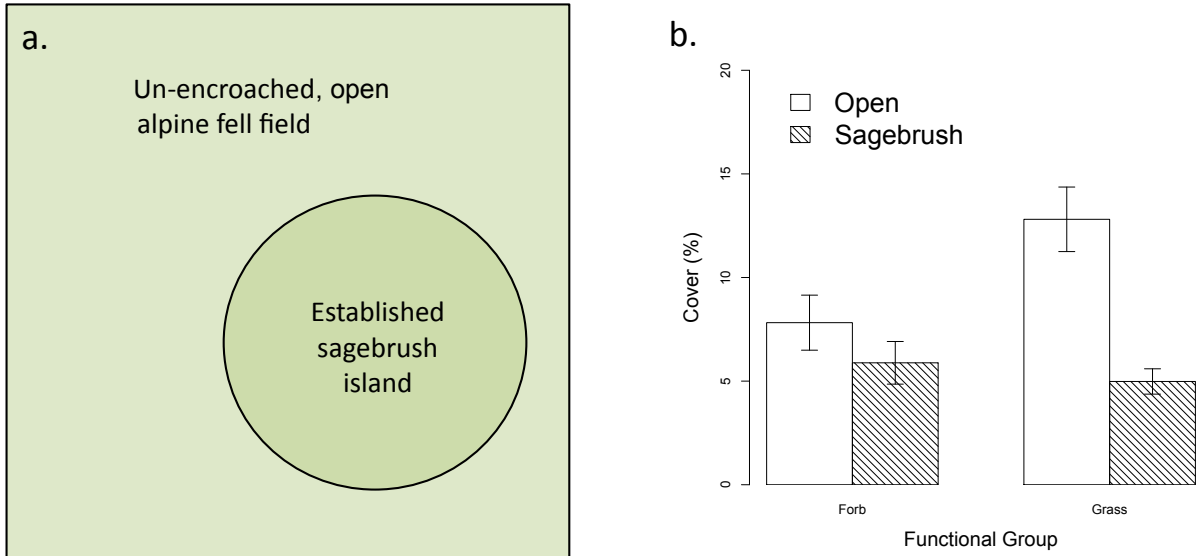 a.
Un-encroached, open
alpine fell field
Established
sagebrush
island
b.
Open
Sagebrush
20
15
10
5
0
Cover (%)
Forb
Grass
Functional Group